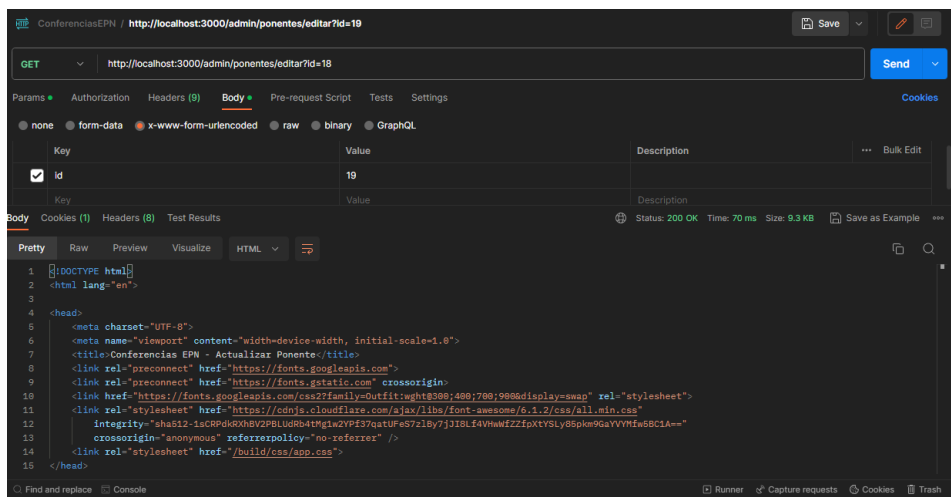 HTTP ConferenciasEPN / http://localhost:3000/admin/ponentes/editar?id=19 Save
GET http://localhost:3000/admin/ponentes/editar?id=18 Send
Params Authorization Headers (9) Body Pre-request Script Tests Settings Cookies
none form-data x-www-form-urlencoded raw binary GraphQL
Key Value Description ••• Bulk Edit
id 19
Key Value Description
Body Cookies (1) Headers (8) Test Results Status: 200 OK Time: 70 ms Size: 9.3 KB Save as Example •••
Pretty Raw Preview Visualize HTML
1 <!DOCTYPE html>
2 <html lang="en">
3
4 <head>
5 <meta charset="UTF-8">
6 <meta name="viewport" content="width=device-width, initial-scale=1.0">
7 <title>Conferencias EPN - Actualizar Ponente</title>
8 <link rel="preconnect" href="https://fonts.googleapis.com">
9 <link rel="preconnect" href="https://fonts.gstatic.com" crossorigin>
10 <link href="https://fonts.googleapis.com/css2?family=Outfit:wght@300;400;700;900&display=swap" rel="stylesheet">
11 <link rel="stylesheet" href="https://cdnjs.cloudflare.com/ajax/libs/font-awesome/6.1.2/css/all.min.css"
12 integrity="sha512-1sCRPdkRXhBV2PBLUdRb4tMg1w2YPf37qatUFeS7zlBy7jJI8Lf4VHwWfZZfpXtYSLy85pkm9GaYVYMfw5BC1A=="
13 crossorigin="anonymous" referrerpolicy="no-referrer" />
14 <link rel="stylesheet" href="/build/css/app.css">
15 </head>
Find and replace Console Runner Capture requests Cookies Trash